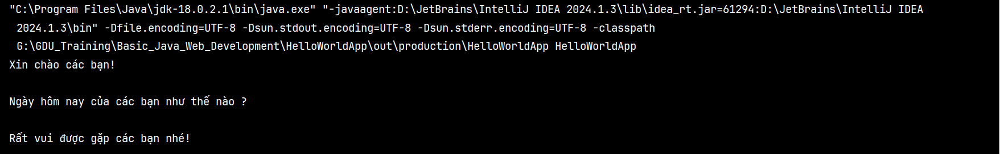 "C:\Program Files\Java\jdk-18.0.2.1\bin\java.exe" "-javaagent:D:\JetBrains\IntelliJ IDEA 2024.1.3\lib\idea_rt.jar=61294:D:\JetBrains\IntelliJ IDEA
2024.1.3\bin" -Dfile.encoding=UTF-8 -Dsun.stdout.encoding=UTF-8 -Dsun.stderr.encoding=UTF-8 -classpath
G:\GDU_Training\Basic_Java_Web_Development\HelloWorldApp\out\production\HelloWorldApp HelloWorldApp
Xin chào các bạn!
Ngày hôm nay của các bạn như thế nào ?
Rất vui được gặp các bạn nhé!